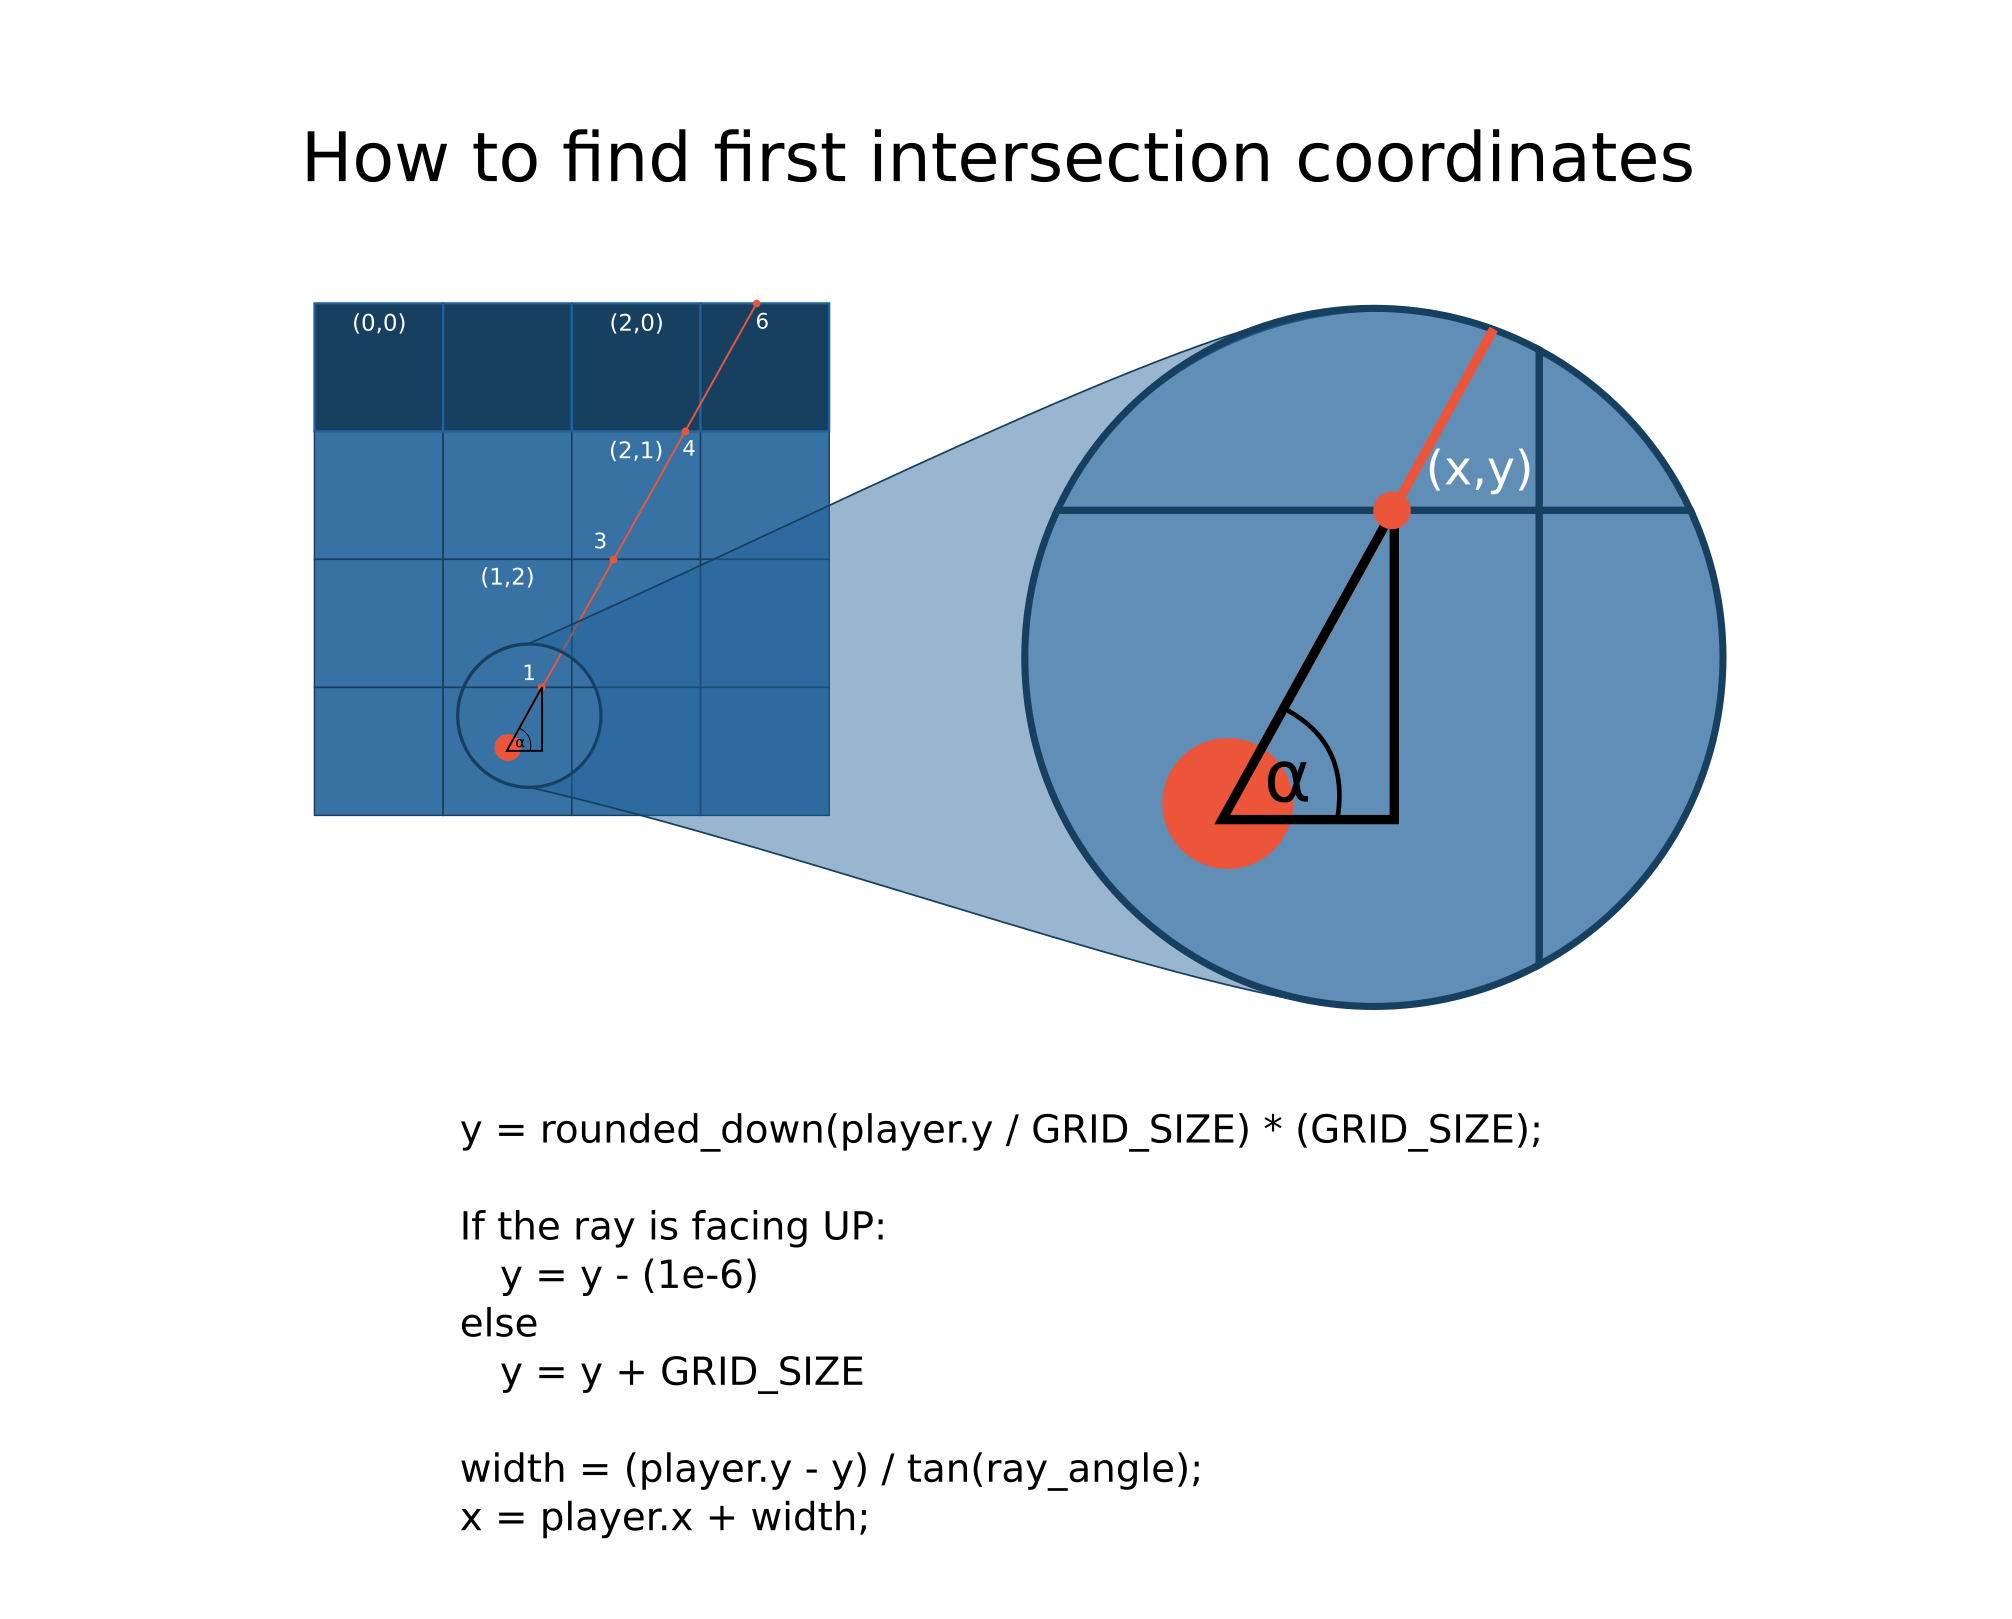 How to find first intersection coordinates
(0,0)
(2,0)
6
(2,1)
4
3
(1,2)
1
α
(x,y)
α
y = rounded_down(player.y / GRID_SIZE) * (GRID_SIZE);
If the ray is facing UP:
y = y - (1e-6)
else
y = y + GRID_SIZE
width = (player.y - y) / tan(ray_angle);
x = player.x + width;